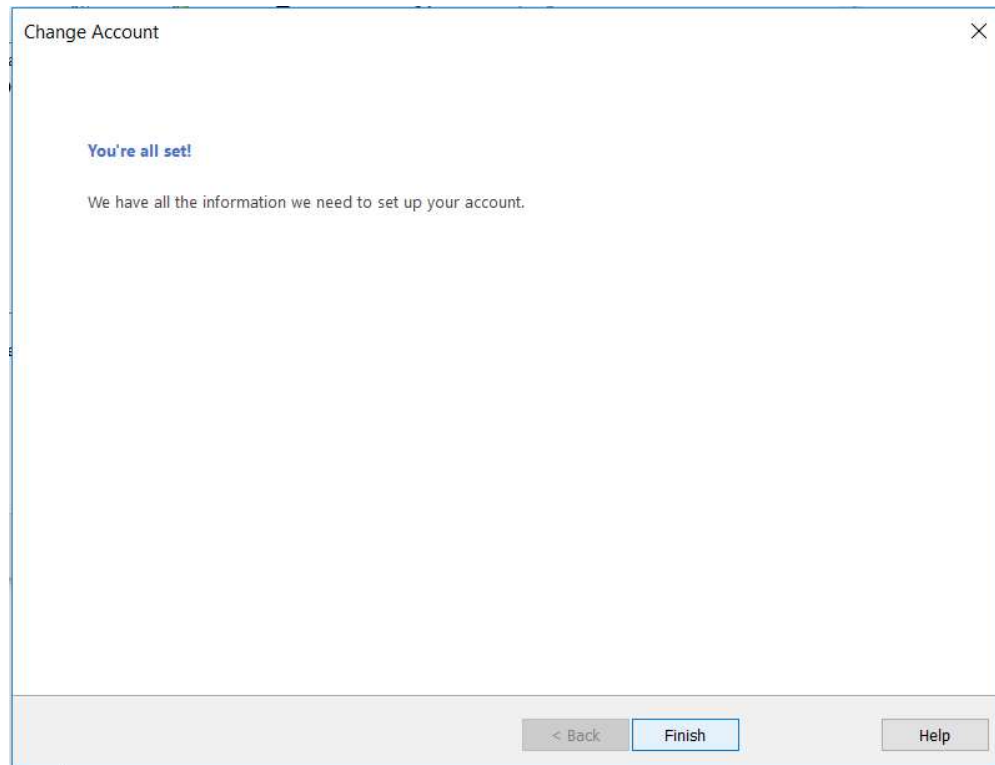 Change Account
You're all set!
We have all the information we need to set up your account.
< Back
Finish
Help